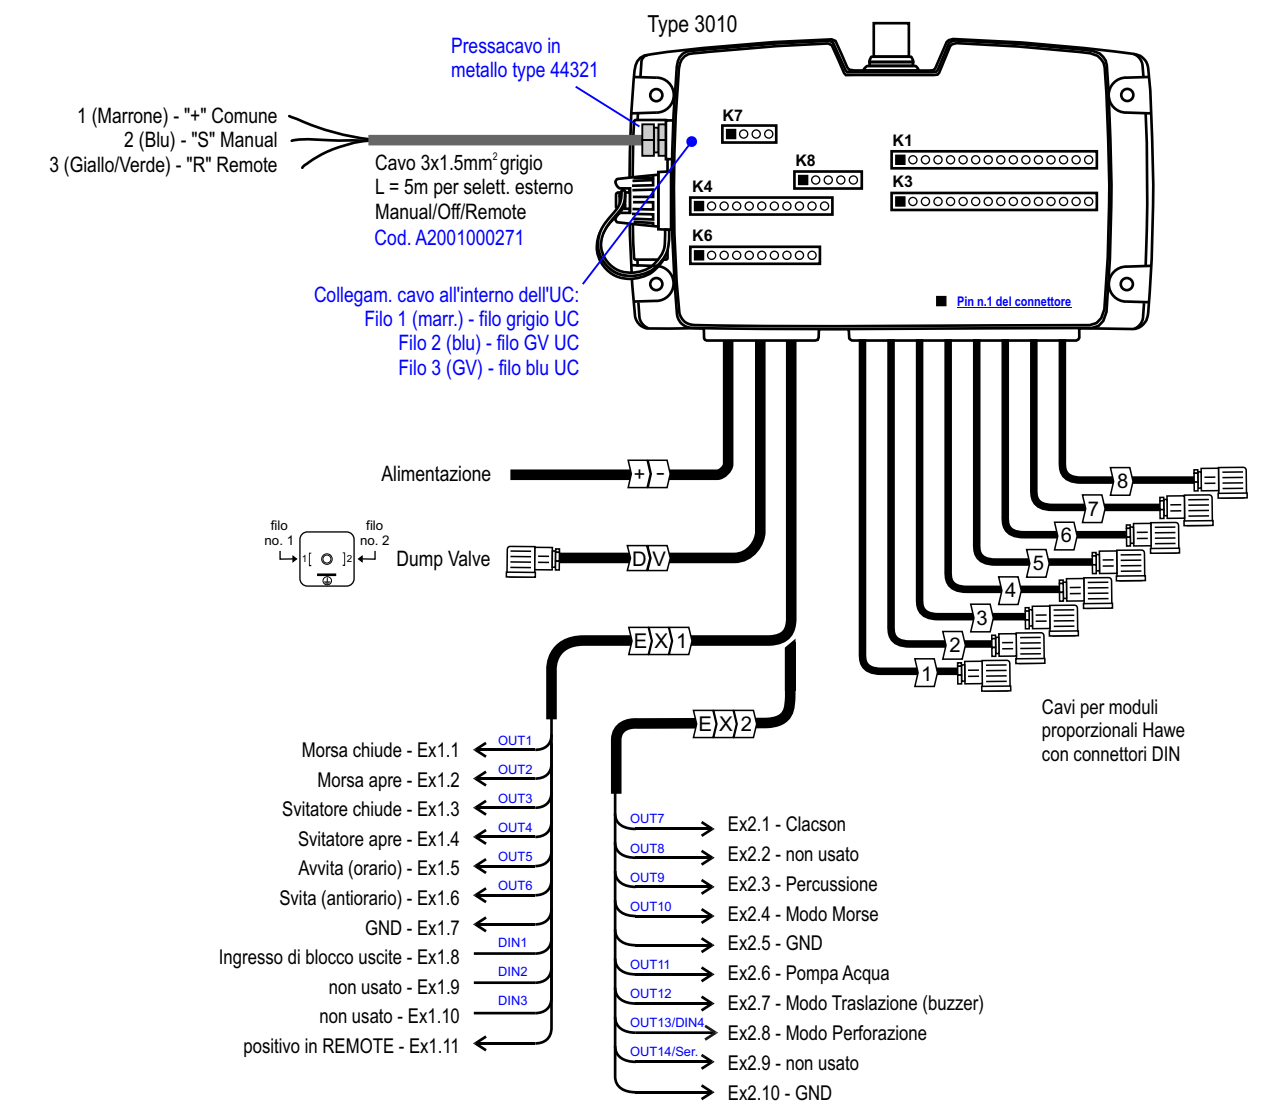 Type 3010
Pressacavo in
metallo type 44321
1 (Marrone) - "+" Comune
2 (Blu) - "S" Manual
3 (Giallo/Verde) - "R" Remote
Cavo 3x1.5mm² grigio
L = 5m per selett. esterno
Manual/Off/Remote
Cod. A2001000271
K7
K8
K1
K3
K4
K6
Pin n.1 del connettore
Collegam. cavo all'interno dell'UC:
Filo 1 (marr.) - filo grigio UC
Filo 2 (blu) - filo GV UC
Filo 3 (GV) - filo blu UC
Alimentazione
+ -
filo
no. 1
filo
no. 2
1[ ]2
Dump Valve
D V
E X 1
E X 2
8
7
6
5
4
3
2
1
Cavi per moduli
proporzionali Hawe
con connettori DIN
Morsa chiude - Ex1.1 OUT1
Morsa apre - Ex1.2 OUT2
Svitatore chiude - Ex1.3 OUT3
Svitatore apre - Ex1.4 OUT4
Avvita (orario) - Ex1.5 OUT5
Svita (antiorario) - Ex1.6 OUT6
GND - Ex1.7
Ingresso di blocco uscite - Ex1.8 DIN1
non usato - Ex1.9 DIN2
non usato - Ex1.10 DIN3
positivo in REMOTE - Ex1.11
OUT7 Ex2.1 - Clacson
OUT8 Ex2.2 - non usato
OUT9 Ex2.3 - Percussione
OUT10 Ex2.4 - Modo Morse
Ex2.5 - GND
OUT11 Ex2.6 - Pompa Acqua
OUT12 Ex2.7 - Modo Traslazione (buzzer)
OUT13/DIN4 Ex2.8 - Modo Perforazione
OUT14/Ser. Ex2.9 - non usato
Ex2.10 - GND